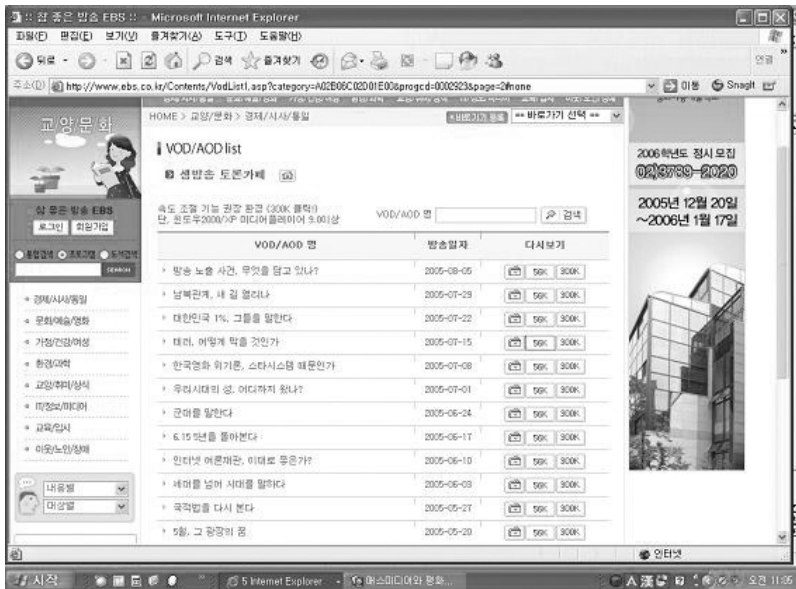 :: 참 좋은 방송 EBS :: - Microsoft Internet Explorer
파일(F) 편집(E) 보기(V) 즐겨찾기(A) 도구(T) 도움말(H)
뒤로 검색 즐겨찾기 연결
주소(D) http://www.ebs.co.kr/Contents/VodList1.asp?category=A02B06C02D01E00&progcd=0002923&page=2#none 이동 SnagIt
교양/문화
HOME > 교양/문화 > 경제/시사/통일
== 바로가기 선택 ==
VOD/AOD list
생방송 토론카페
속도 조절 기능 권장 환경 (300K 클릭!)
단, 윈도우2000/XP 미디어플레이어 9.0이상
VOD/AOD 명 검색
VOD/AOD 명 방송일자 다시보기
방송 노출 사건, 무엇을 담고 있나? 2005-08-05 56K 300K
남북관계, 새 길 열리나 2005-07-29 56K 300K
대한민국 1%, 그들을 말한다 2005-07-22 56K 300K
테러, 어떻게 막을 것인가 2005-07-15 56K 300K
한국영화 위기론, 스타시스템 때문인가 2005-07-08 56K 300K
우리시대의 성, 어디까지 왔나? 2005-07-01 56K 300K
군대를 말한다 2005-06-24 56K 300K
6.15 5년을 돌아본다 2005-06-17 56K 300K
인터넷 여론재판, 이대로 좋은가? 2005-06-10 56K 300K
세대를 넘어 시대를 말하다 2005-06-03 56K 300K
국적법을 다시 본다 2005-05-27 56K 300K
5월, 그 광장의 꿈 2005-05-20 56K 300K
참 좋은 방송 EBS
로그인 회원가입
통합검색 프로그램 도서검색
SEARCH
경제/시사/통일
문화/예술/영화
가정/건강/여성
환경/과학
교양/취미/상식
IT/정보/미디어
교육/입시
이웃/노인/장애
내용별
대상별
2006학년도 정시모집
02)3789-2020
2005년 12월 20일
~2006년 1월 17일
인터넷
시작 5 Internet Explorer 매스미디어와 평화... 오전 11:05